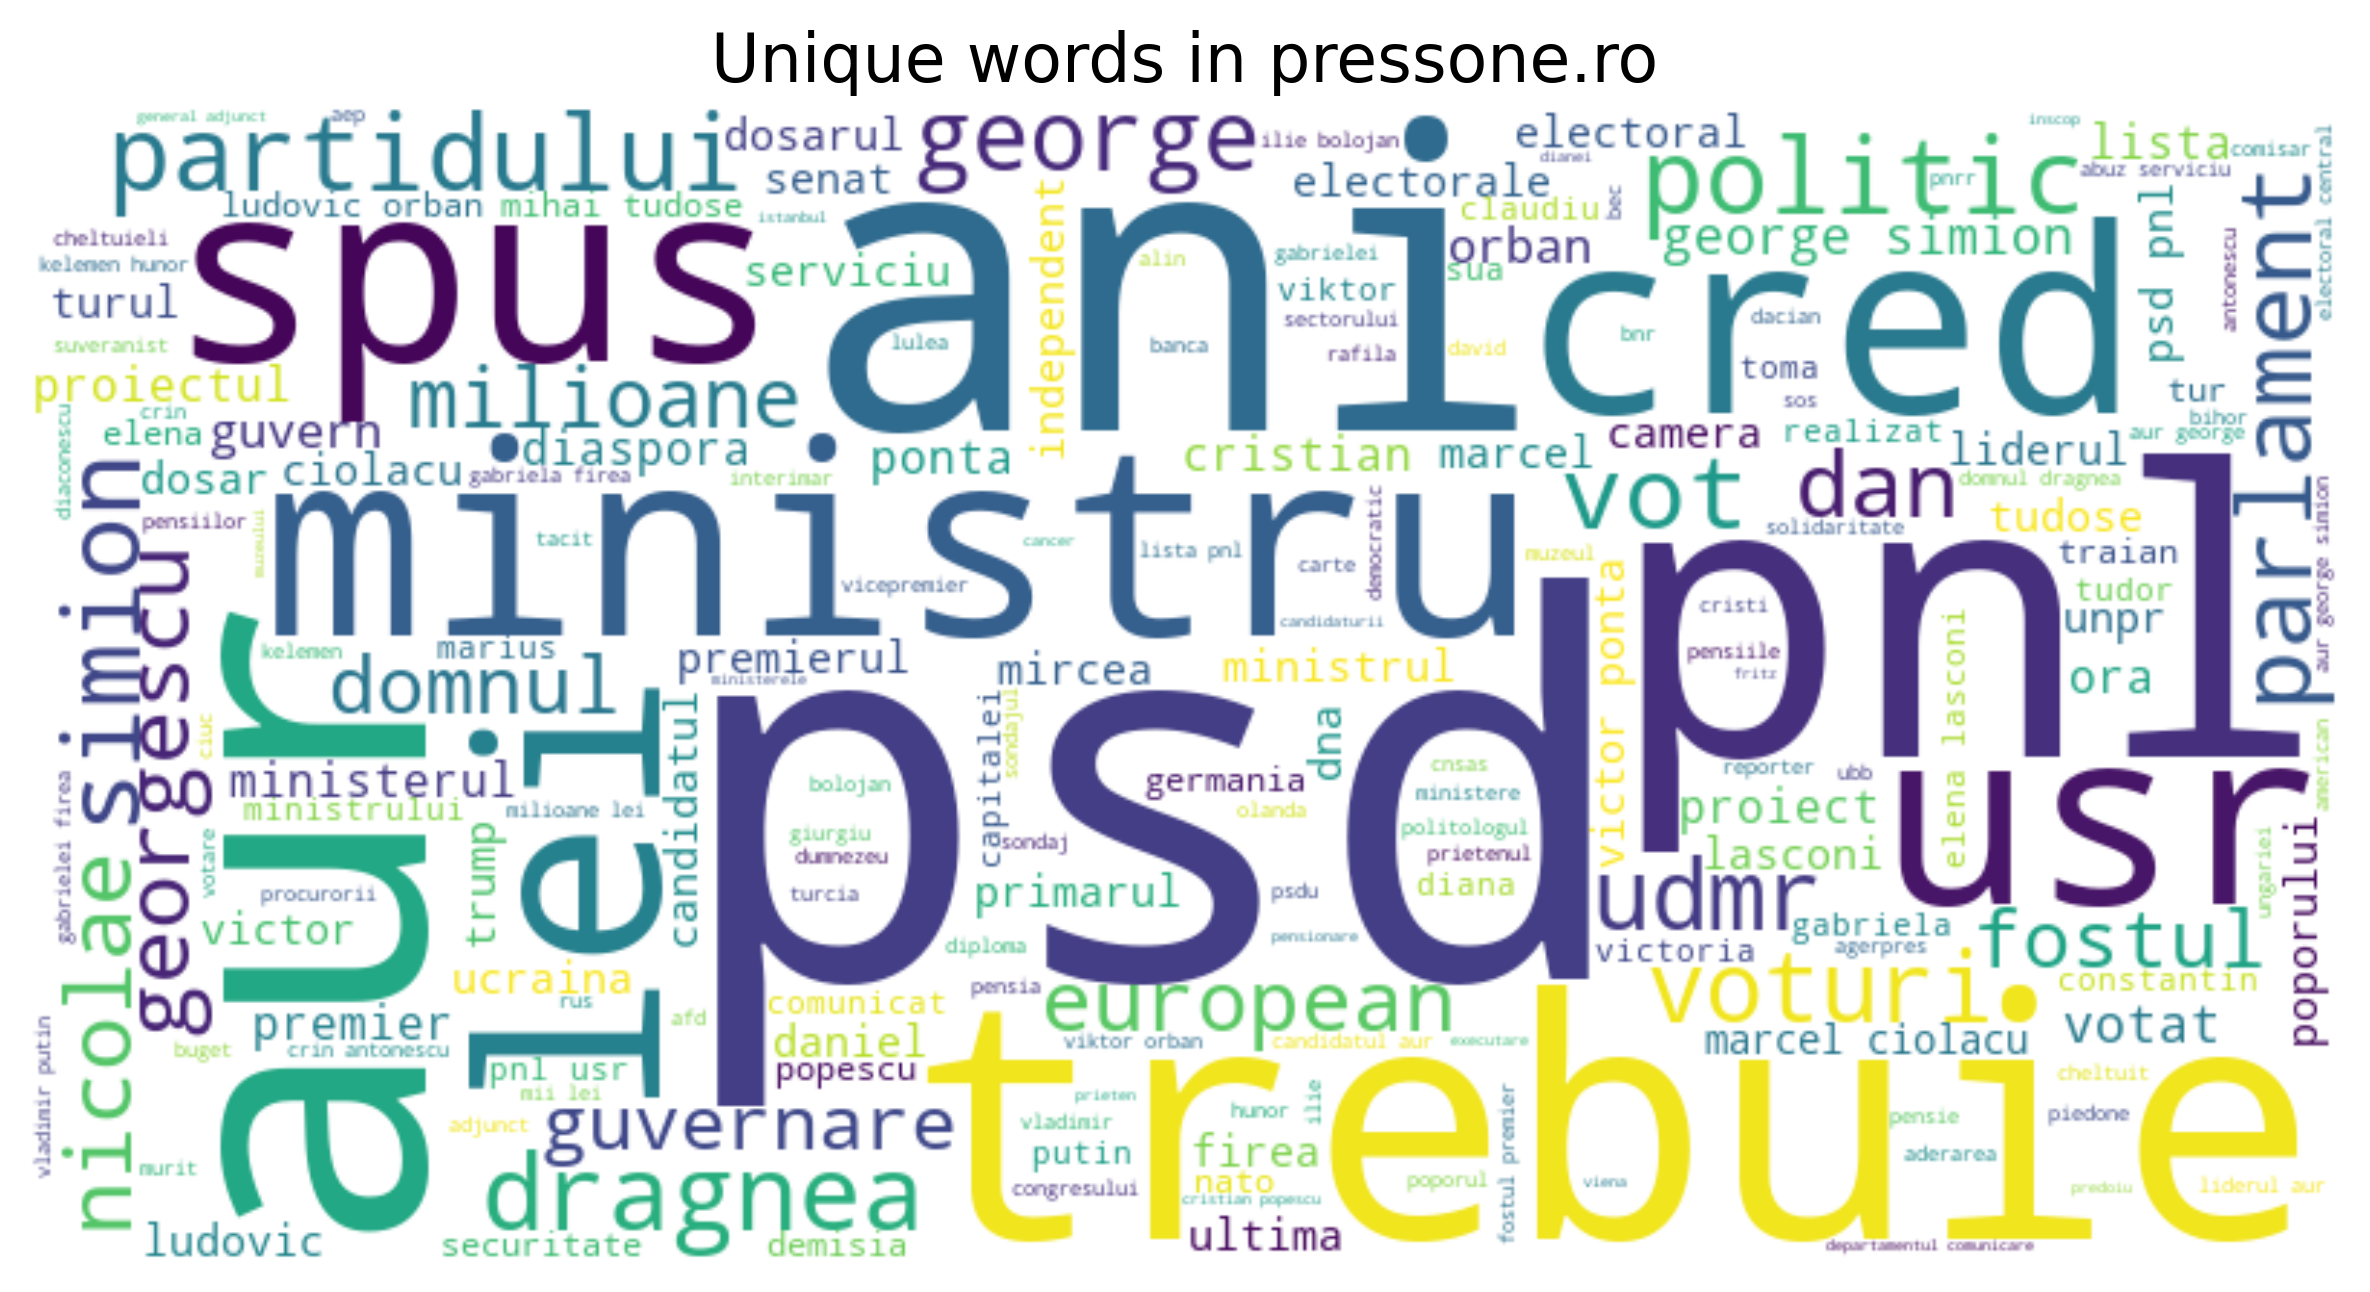 Unique words in pressone.ro
general adjunct
aep
partidului
dosarul
george
ilie bolojan
electoral
dianei
inscop
lista
comisar
politic
pnrr
abuz serviciu
senat
electorale
ludovic orban
mihai tudose
istanbul
independent
claudiu
bec
psd pnl
parlament
electoral central
cheltuieli
kelemen hunor
turul
suveranist
proiectul
spus
serviciu
ani
alin
gabrielei
viktor
sectorului
rafila
sua
orban
george simion
cred
david
bnr
dacian
toma
sos
antonescu
tur
bihor
aur george
lulea
banca
milioane
diaconescu
crin
elena
guvern
dosar
ciolacu
diaspora
gabriela firea
ponta
interimar
cristian
marcel
camera
realizat
liderul
domnul dragnea
vot
dan
tudose
solidaritate
traian
pensiilor
muzeului
ministru
tacit
cancer
lista pnl
carte
democratic
muzeul
vicepremier
candidaturii
simion
georgescu
pnl
cristi
pensiile
fritz
tudor
unpr
ora
aur george simion
victor ponta
elena lasconi
kelemen
marius
domnul
premierul
ministerele
mircea
ministrul
aur
ciuc
lei
candidatul
psd
capitalei
sondajul
dna
germania
olanda
sondaj
bolojan
giurgiu
dumnezeu
turcia
cnsas
ministere
politologul
prietenul
diana
reporter
ubb
usr
american
proiect
lasconi
ungariei
poporului
ministerul
ministrului
milioane lei
gabrielei firea
votare
procurorii
victor
trump
primarul
psdu
diploma
pensionare
udmr
gabriela
agerpres
victoria
fostul
nicolae
ucraina
rus
afd
comunicat
pensia
european
voturi
constantin
premier
buget
crin antonescu
daniel
popescu
viktor orban
candidatul aur
executare
marcel ciolacu
votat
vladimir putin
pnl usr
mii lei
adjunct
guvernare
trebuie
prieten
vladimir
hunor
ilie
putin
firea
congresului
nato
cristian popescu
poporul
fostul premier
viena
pensie
cheltuit
piedone
aderarea
predoiu
liderul aur
murit
dragnea
ludovic
securitate
demisia
ultima
departamentul comunicare